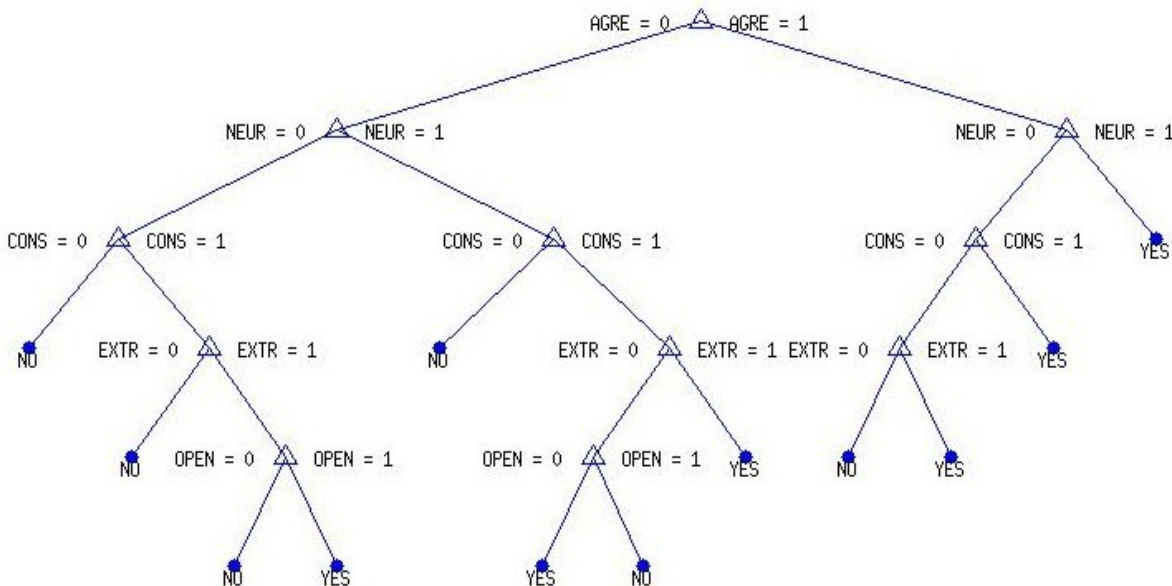 AGRE = 0 AGRE = 1
NEUR = 0 NEUR = 1 NEUR = 0 NEUR = 1
CONS = 0 CONS = 1 CONS = 0 CONS = 1 CONS = 0 CONS = 1 YES
NO EXTR = 0 EXTR = 1 NO EXTR = 0 EXTR = 1 EXTR = 0 EXTR = 1 YES
NO OPEN = 0 OPEN = 1 OPEN = 0 OPEN = 1 YES NO YES
NO YES YES NO